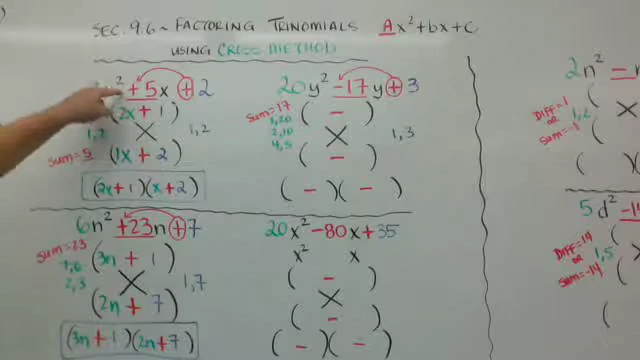 SEC. 9.6 - FACTORING TRINOMIALS Ax²+bx+C
USING CROSS METHOD
² +5x + 2
(2x + 1)
1,2 1,2
SUM = 5 (1x + 2)
(2x+1)(x+2)
20y² -17y + 3
SUM = 17 ( - )
1,20
2,10 1,3
4,5 ( - )
( - )( - )
6n² +23n + 7
SUM = 23 (3n + 1)
1,6 1,7
2,3 (2n + 7)
(3n+1)(2n+7)
20x² -80x + 35
x² x
( - )
( - )
( - )( - )
2n² -
DIFF = 1 (
OR 1,2
SUM = -1 (
( )(
5d² -14
DIFF = 14 (
OR 1,5
SUM = -14 (
(